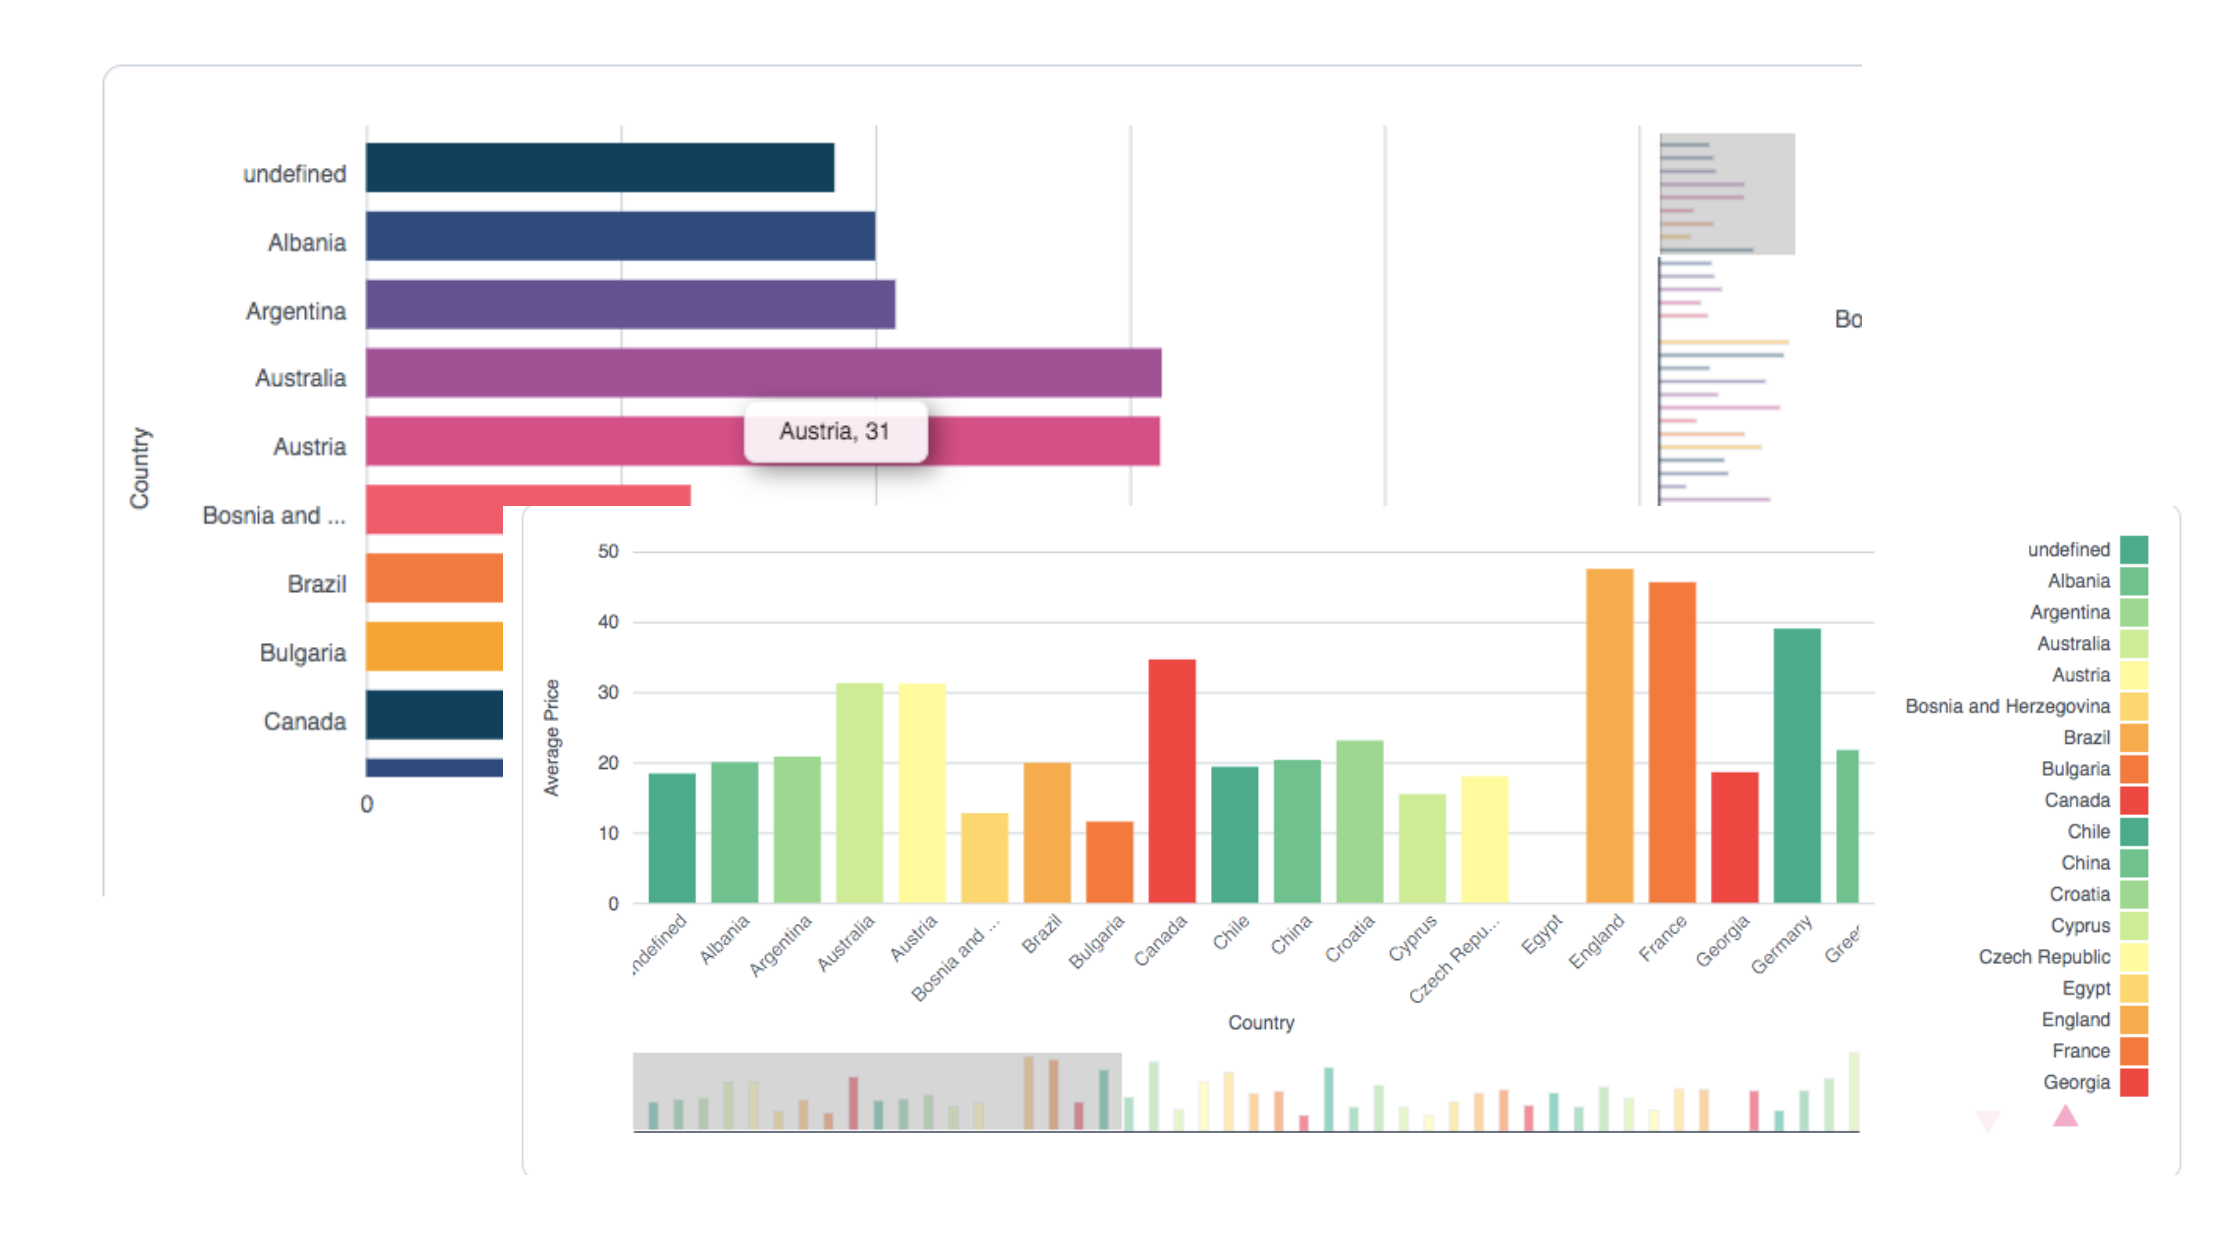 undefined
Albania
Argentina
Australia
Austria
Bosnia and ...
Brazil
Bulgaria
Canada
Country
0
Austria, 31
Bo
50
40
30
20
10
0
Average Price
ndefined
Albania
Argentina
Australia
Austria
Bosnia and ...
Brazil
Bulgaria
Canada
Chile
China
Croatia
Cyprus
Czech Repu...
Egypt
England
France
Georgia
Germany
Gree
Country
undefined
Albania
Argentina
Australia
Austria
Bosnia and Herzegovina
Brazil
Bulgaria
Canada
Chile
China
Croatia
Cyprus
Czech Republic
Egypt
England
France
Georgia